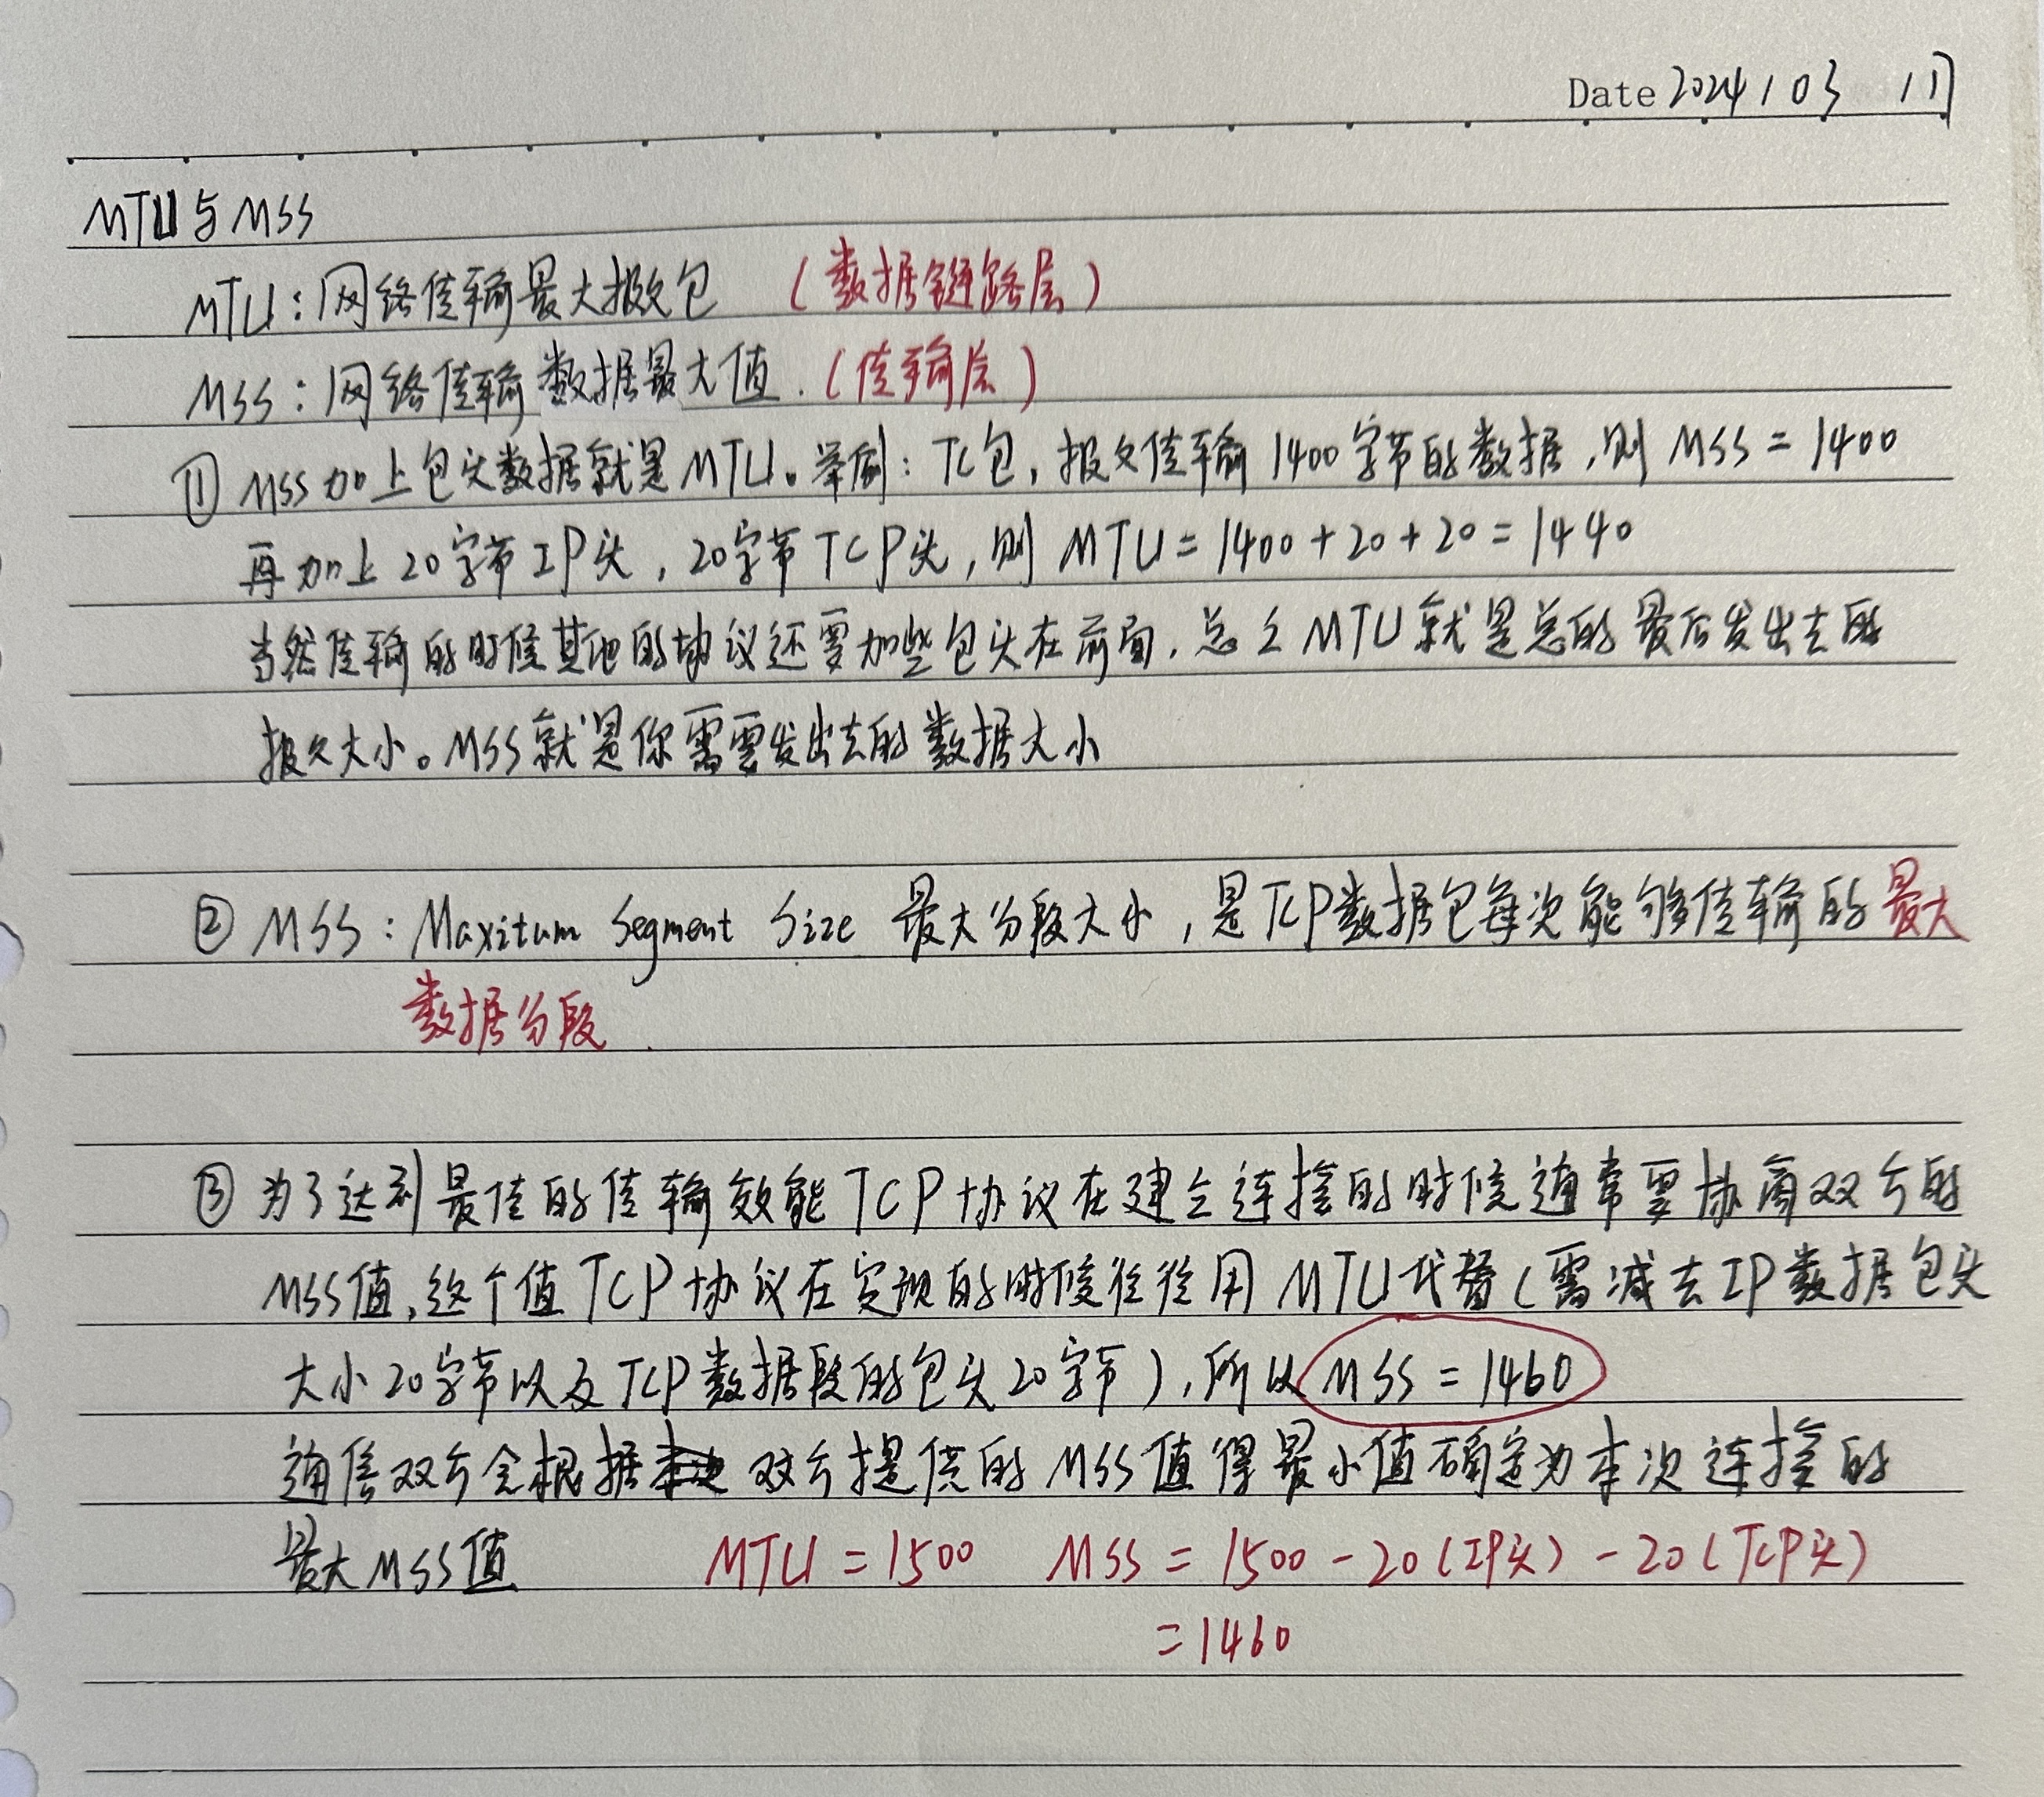 Date 2024 / 03 / 17
MTU与MSS
MTU：网络传输最大报文包 （数据链路层）
MSS：网络传输数据最大值.（传输层）
① MSS加上包头数据就是MTU。举例：TC包，报文传输1400字节的数据，则 MSS = 1400
再加上20字节IP头，20字节TCP头，则 MTU = 1400 + 20 + 20 = 1440
当然传输的时候其他的协议还要加些包头在前面，总之MTU就是总的最后发出去的
报文大小。MSS就是你需要发出去的数据大小
② MSS：Maxitum Segment Size 最大分段大小，是TCP数据包每次能够传输的最大
数据分段.
③ 为了达到最佳的传输效能TCP协议在建立连接的时候通常要协商双方的
MSS值，这个值TCP协议在实现的时候往往用MTU代替（需减去IP数据包头
大小20字节以及TCP数据段的包头20字节），所以MSS = 1460
通信双方会根据双方提供的MSS值得最小值确定为本次连接的
最大MSS值 MTU = 1500 MSS = 1500 - 20（IP头） - 20（TCP头）
= 1460